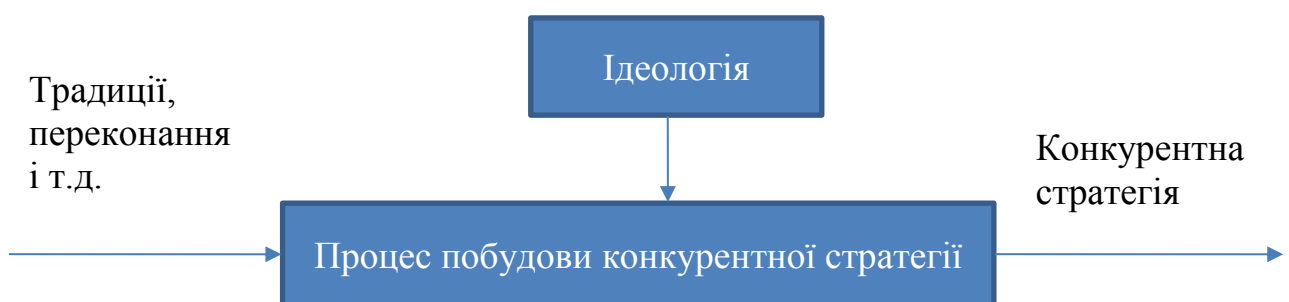 Ідеологія
Традиції,
переконання
і т.д.
Конкурентна
стратегія
Процес побудови конкурентної стратегії